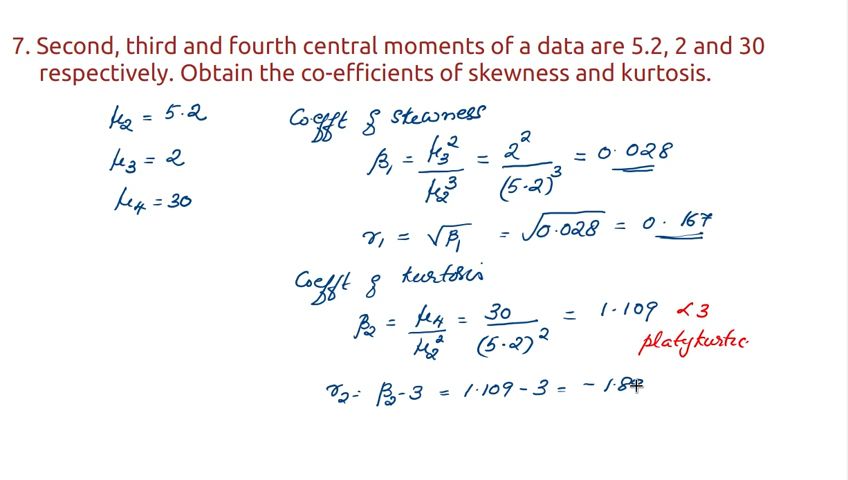 7. Second, third and fourth central moments of a data are 5.2, 2 and 30
respectively. Obtain the co-efficients of skewness and kurtosis.
μ₂ = 5.2
μ₃ = 2
μ₄ = 30
Coefft of skewness
β₁ = μ₃² / μ₂³ = 2² / (5.2)³ = 0.028
γ₁ = √β₁ = √0.028 = 0.167
Coefft of kurtosis
β₂ = μ₄ / μ₂² = 30 / (5.2)² = 1.109 < 3
platykurtic
γ₂ = β₂ - 3 = 1.109 - 3 = - 1.8